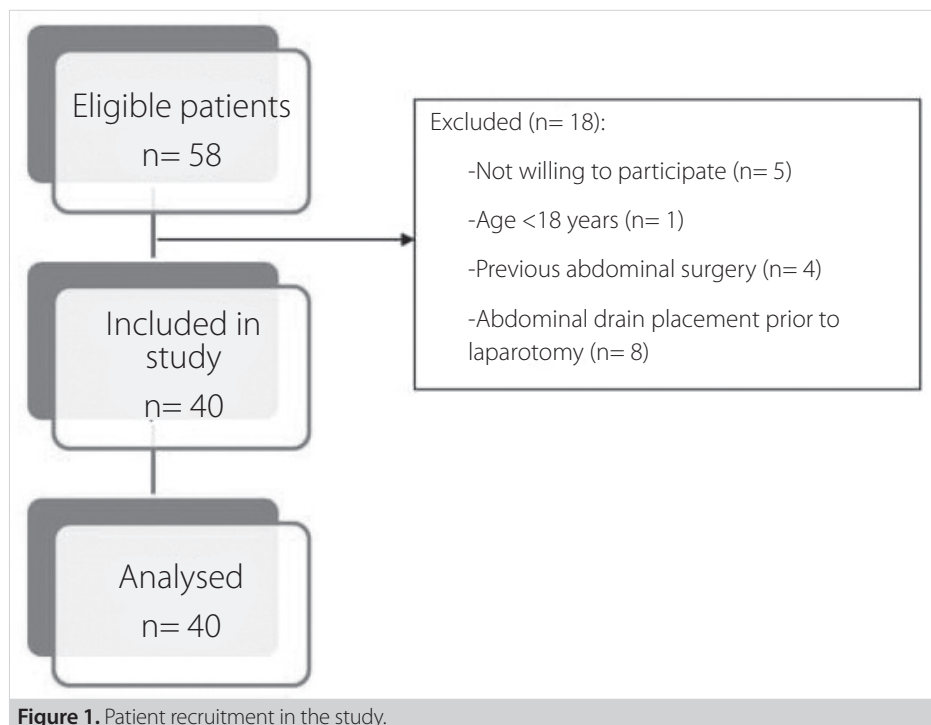 Eligible patients
n= 58
Excluded (n= 18):
-Not willing to participate (n= 5)
-Age <18 years (n= 1)
-Previous abdominal surgery (n= 4)
-Abdominal drain placement prior to
laparotomy (n= 8)
Included in
study
n= 40
Analysed
n= 40
Figure 1. Patient recruitment in the study.